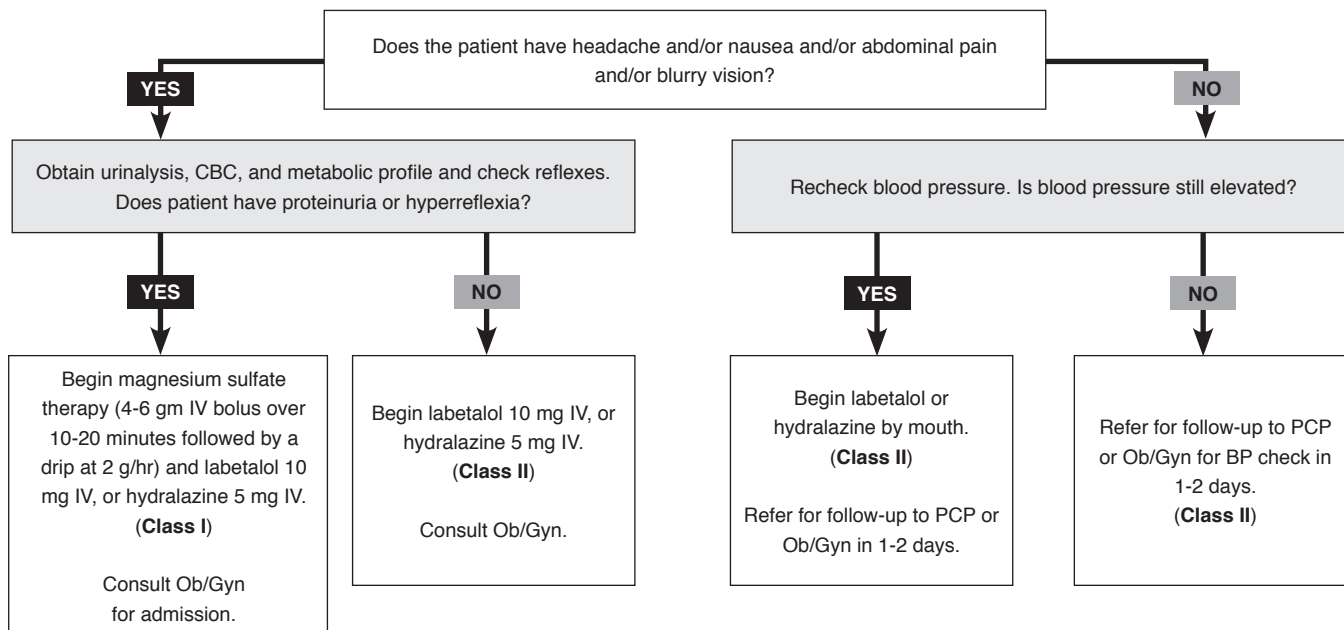 Does the patient have headache and/or nausea and/or abdominal pain
and/or blurry vision?
YES
NO
Obtain urinalysis, CBC, and metabolic profile and check reflexes.
Does patient have proteinuria or hyperreflexia?
Recheck blood pressure. Is blood pressure still elevated?
YES
NO
YES
NO
Begin magnesium sulfate
therapy (4-6 gm IV bolus over
10-20 minutes followed by a
drip at 2 g/hr) and labetalol 10
mg IV, or hydralazine 5 mg IV.
(Class I)
Consult Ob/Gyn
for admission.
Begin labetalol 10 mg IV, or
hydralazine 5 mg IV.
(Class II)
Consult Ob/Gyn.
Begin labetalol or
hydralazine by mouth.
(Class II)
Refer for follow-up to PCP or
Ob/Gyn in 1-2 days.
Refer for follow-up to PCP
or Ob/Gyn for BP check in
1-2 days.
(Class II)